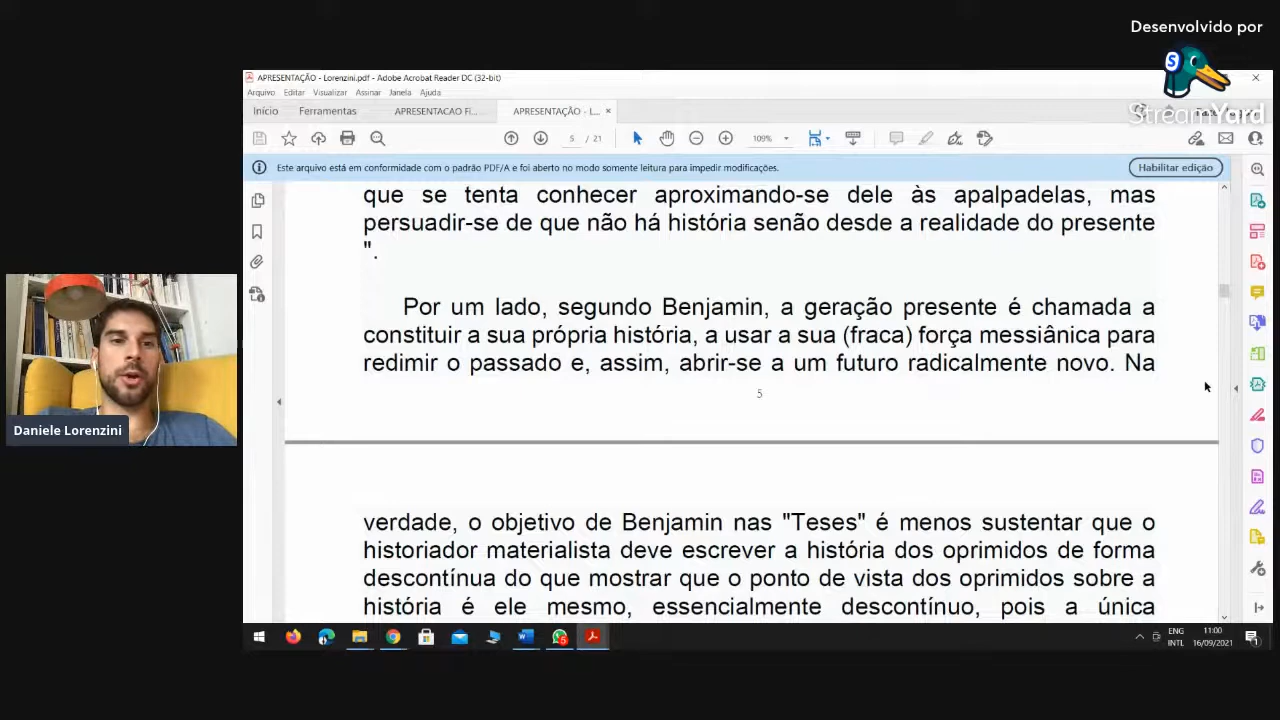 Desenvolvido por
S
StreamYard
APRESENTAÇÃO - Lorenzini.pdf - Adobe Acrobat Reader DC (32-bit)
Arquivo Editar Visualizar Assinar Janela Ajuda
Início Ferramentas APRESENTACAO Fi... APRESENTAÇÃO - L...
5 / 21 109%
Este arquivo está em conformidade com o padrão PDF/A e foi aberto no modo somente leitura para impedir modificações. Habilitar edição
que se tenta conhecer aproximando-se dele às apalpadelas, mas
persuadir-se de que não há história senão desde a realidade do presente
".
Por um lado, segundo Benjamin, a geração presente é chamada a
constituir a sua própria história, a usar a sua (fraca) força messiânica para
redimir o passado e, assim, abrir-se a um futuro radicalmente novo. Na
5
verdade, o objetivo de Benjamin nas "Teses" é menos sustentar que o
historiador materialista deve escrever a história dos oprimidos de forma
descontínua do que mostrar que o ponto de vista dos oprimidos sobre a
história é ele mesmo, essencialmente descontínuo, pois a única
Daniele Lorenzini
ENG 11:00
INTL 16/09/2021